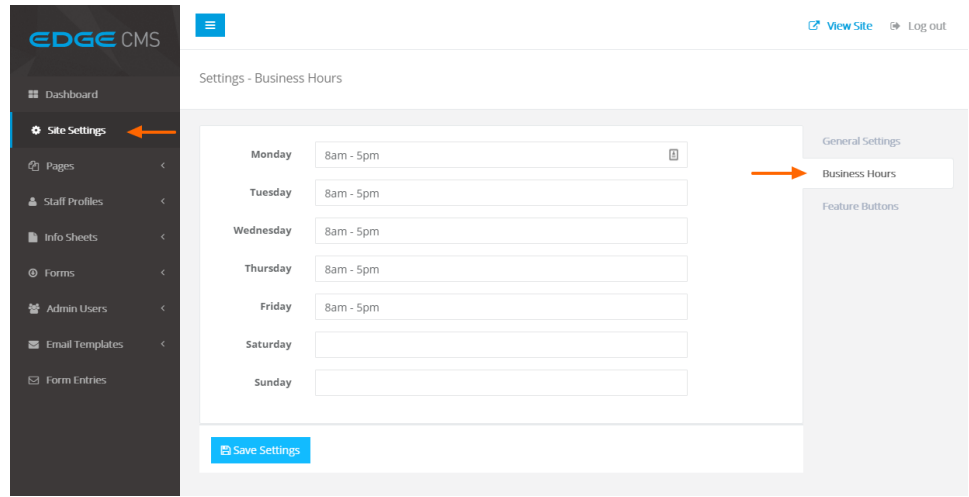 EDGE CMS
View Site
Log out
Settings - Business Hours
Dashboard
Site Settings
Pages
Staff Profiles
Info Sheets
Forms
Admin Users
Email Templates
Form Entries
Monday 8am - 5pm
Tuesday 8am - 5pm
Wednesday 8am - 5pm
Thursday 8am - 5pm
Friday 8am - 5pm
Saturday
Sunday
Save Settings
General Settings
Business Hours
Feature Buttons